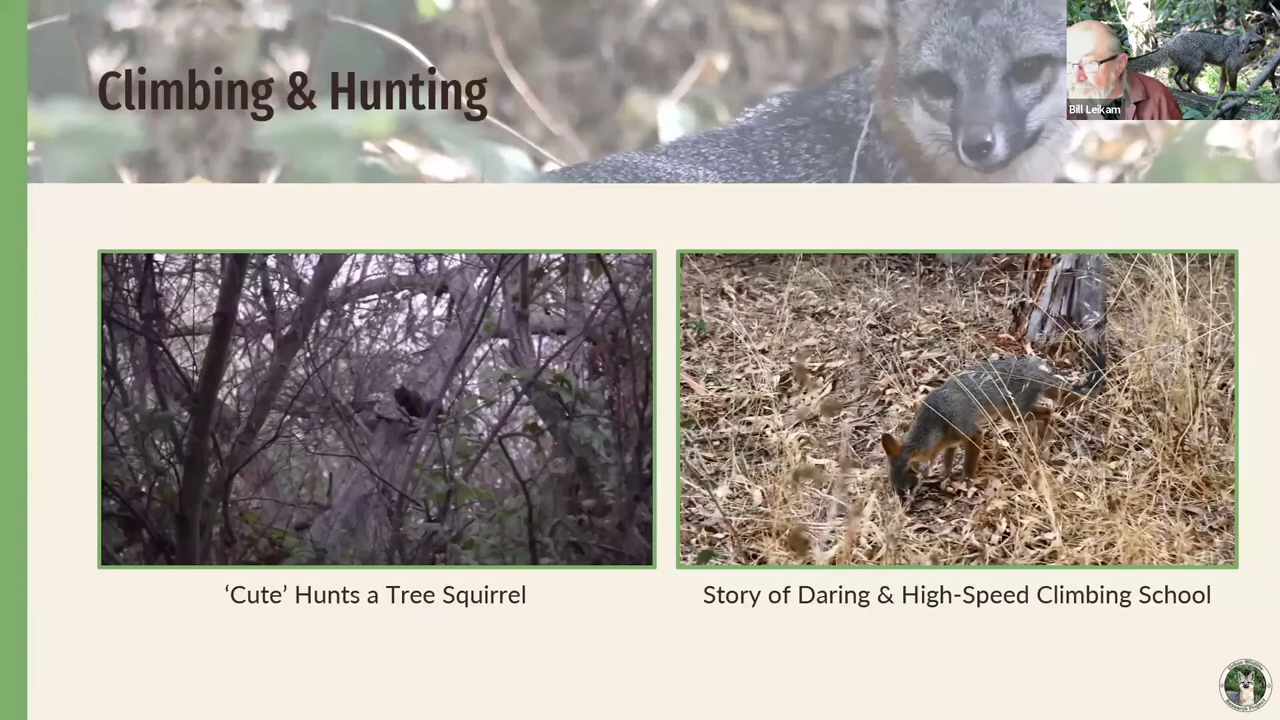 Climbing & Hunting
Bill Leikam
‘Cute’ Hunts a Tree Squirrel
Story of Daring & High-Speed Climbing School